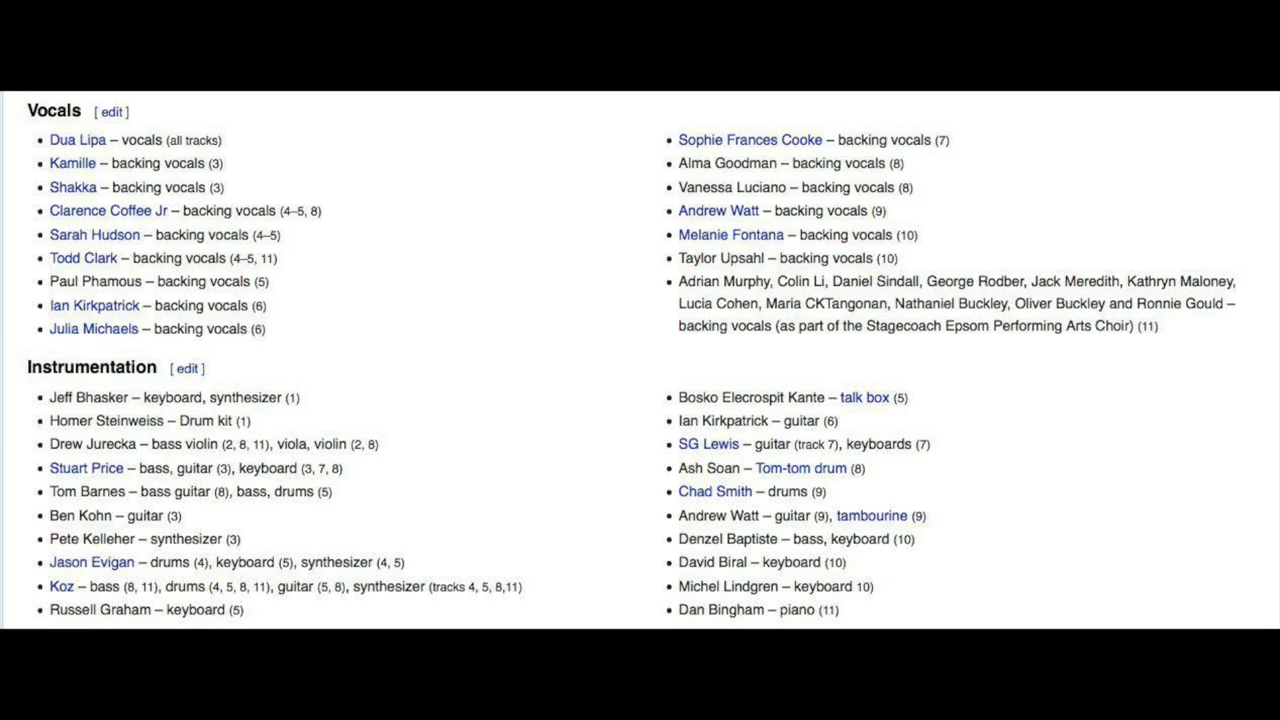 Vocals [ edit ]
• Dua Lipa – vocals (all tracks)
• Kamille – backing vocals (3)
• Shakka – backing vocals (3)
• Clarence Coffee Jr – backing vocals (4–5, 8)
• Sarah Hudson – backing vocals (4–5)
• Todd Clark – backing vocals (4–5, 11)
• Paul Phamous – backing vocals (5)
• Ian Kirkpatrick – backing vocals (6)
• Julia Michaels – backing vocals (6)
• Sophie Frances Cooke – backing vocals (7)
• Alma Goodman – backing vocals (8)
• Vanessa Luciano – backing vocals (8)
• Andrew Watt – backing vocals (9)
• Melanie Fontana – backing vocals (10)
• Taylor Upsahl – backing vocals (10)
• Adrian Murphy, Colin Li, Daniel Sindall, George Rodber, Jack Meredith, Kathryn Maloney,
Lucia Cohen, Maria CKTangonan, Nathaniel Buckley, Oliver Buckley and Ronnie Gould –
backing vocals (as part of the Stagecoach Epsom Performing Arts Choir) (11)
Instrumentation [ edit ]
• Jeff Bhasker – keyboard, synthesizer (1)
• Homer Steinweiss – Drum kit (1)
• Drew Jurecka – bass violin (2, 8, 11), viola, violin (2, 8)
• Stuart Price – bass, guitar (3), keyboard (3, 7, 8)
• Tom Barnes – bass guitar (8), bass, drums (5)
• Ben Kohn – guitar (3)
• Pete Kelleher – synthesizer (3)
• Jason Evigan – drums (4), keyboard (5), synthesizer (4, 5)
• Koz – bass (8, 11), drums (4, 5, 8, 11), guitar (5, 8), synthesizer (tracks 4, 5, 8,11)
• Russell Graham – keyboard (5)
• Bosko Elecrospit Kante – talk box (5)
• Ian Kirkpatrick – guitar (6)
• SG Lewis – guitar (track 7), keyboards (7)
• Ash Soan – Tom-tom drum (8)
• Chad Smith – drums (9)
• Andrew Watt – guitar (9), tambourine (9)
• Denzel Baptiste – bass, keyboard (10)
• David Biral – keyboard (10)
• Michel Lindgren – keyboard 10)
• Dan Bingham – piano (11)